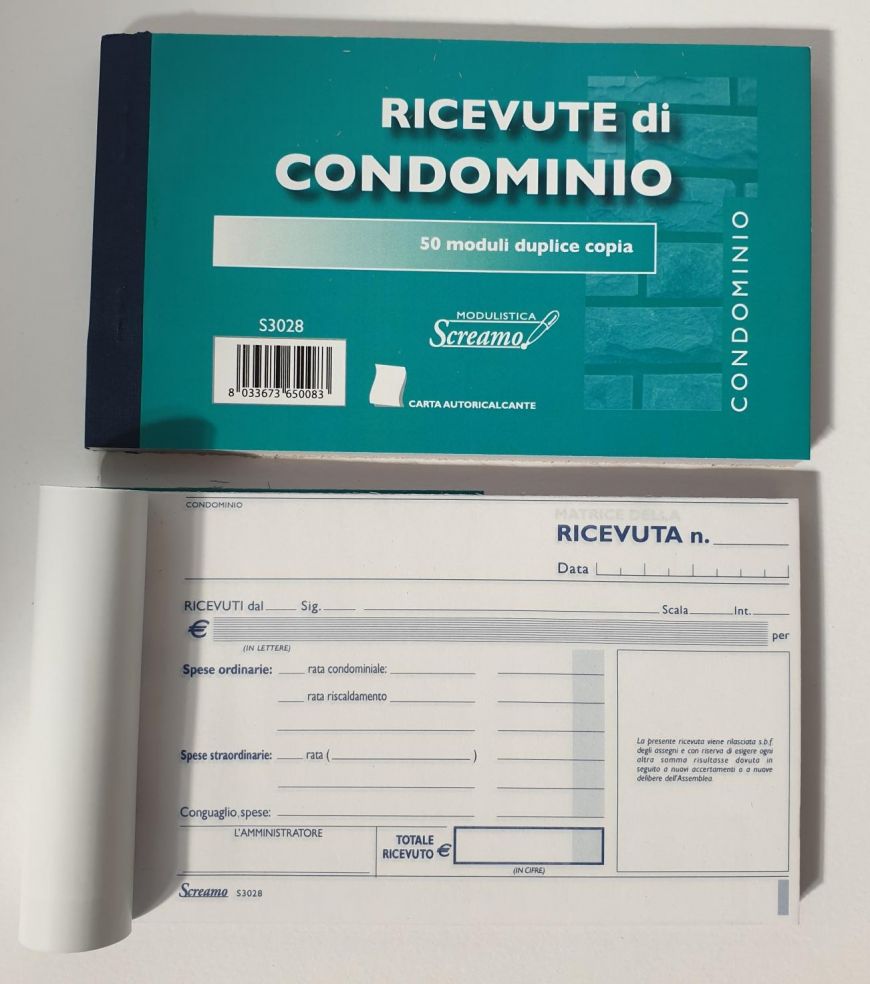 RICEVUTE di
CONDOMINIO
50 moduli duplice copia
CONDOMINIO
S3028
8 033673 650083
MODULISTICA
Screamo
CARTA AUTORICALCANTE
CONDOMINIO
MATRICE DELLA
RICEVUTA n.
Data
RICEVUTI dal Sig. Scala Int.
€ per
(IN LETTERE)
Spese ordinarie: rata condominiale:
rata riscaldamento
Spese straordinarie: rata ( )
Conguaglio, spese:
La presente ricevuta viene rilasciata s.b.f.
degli assegni e con riserva di esigere ogni
altra somma risultasse dovuta in
seguito a nuovi accertamenti o a nuove
delibere dell'Assemblea
L'AMMINISTRATORE
TOTALE
RICEVUTO €
(IN CIFRE)
Screamo S3028